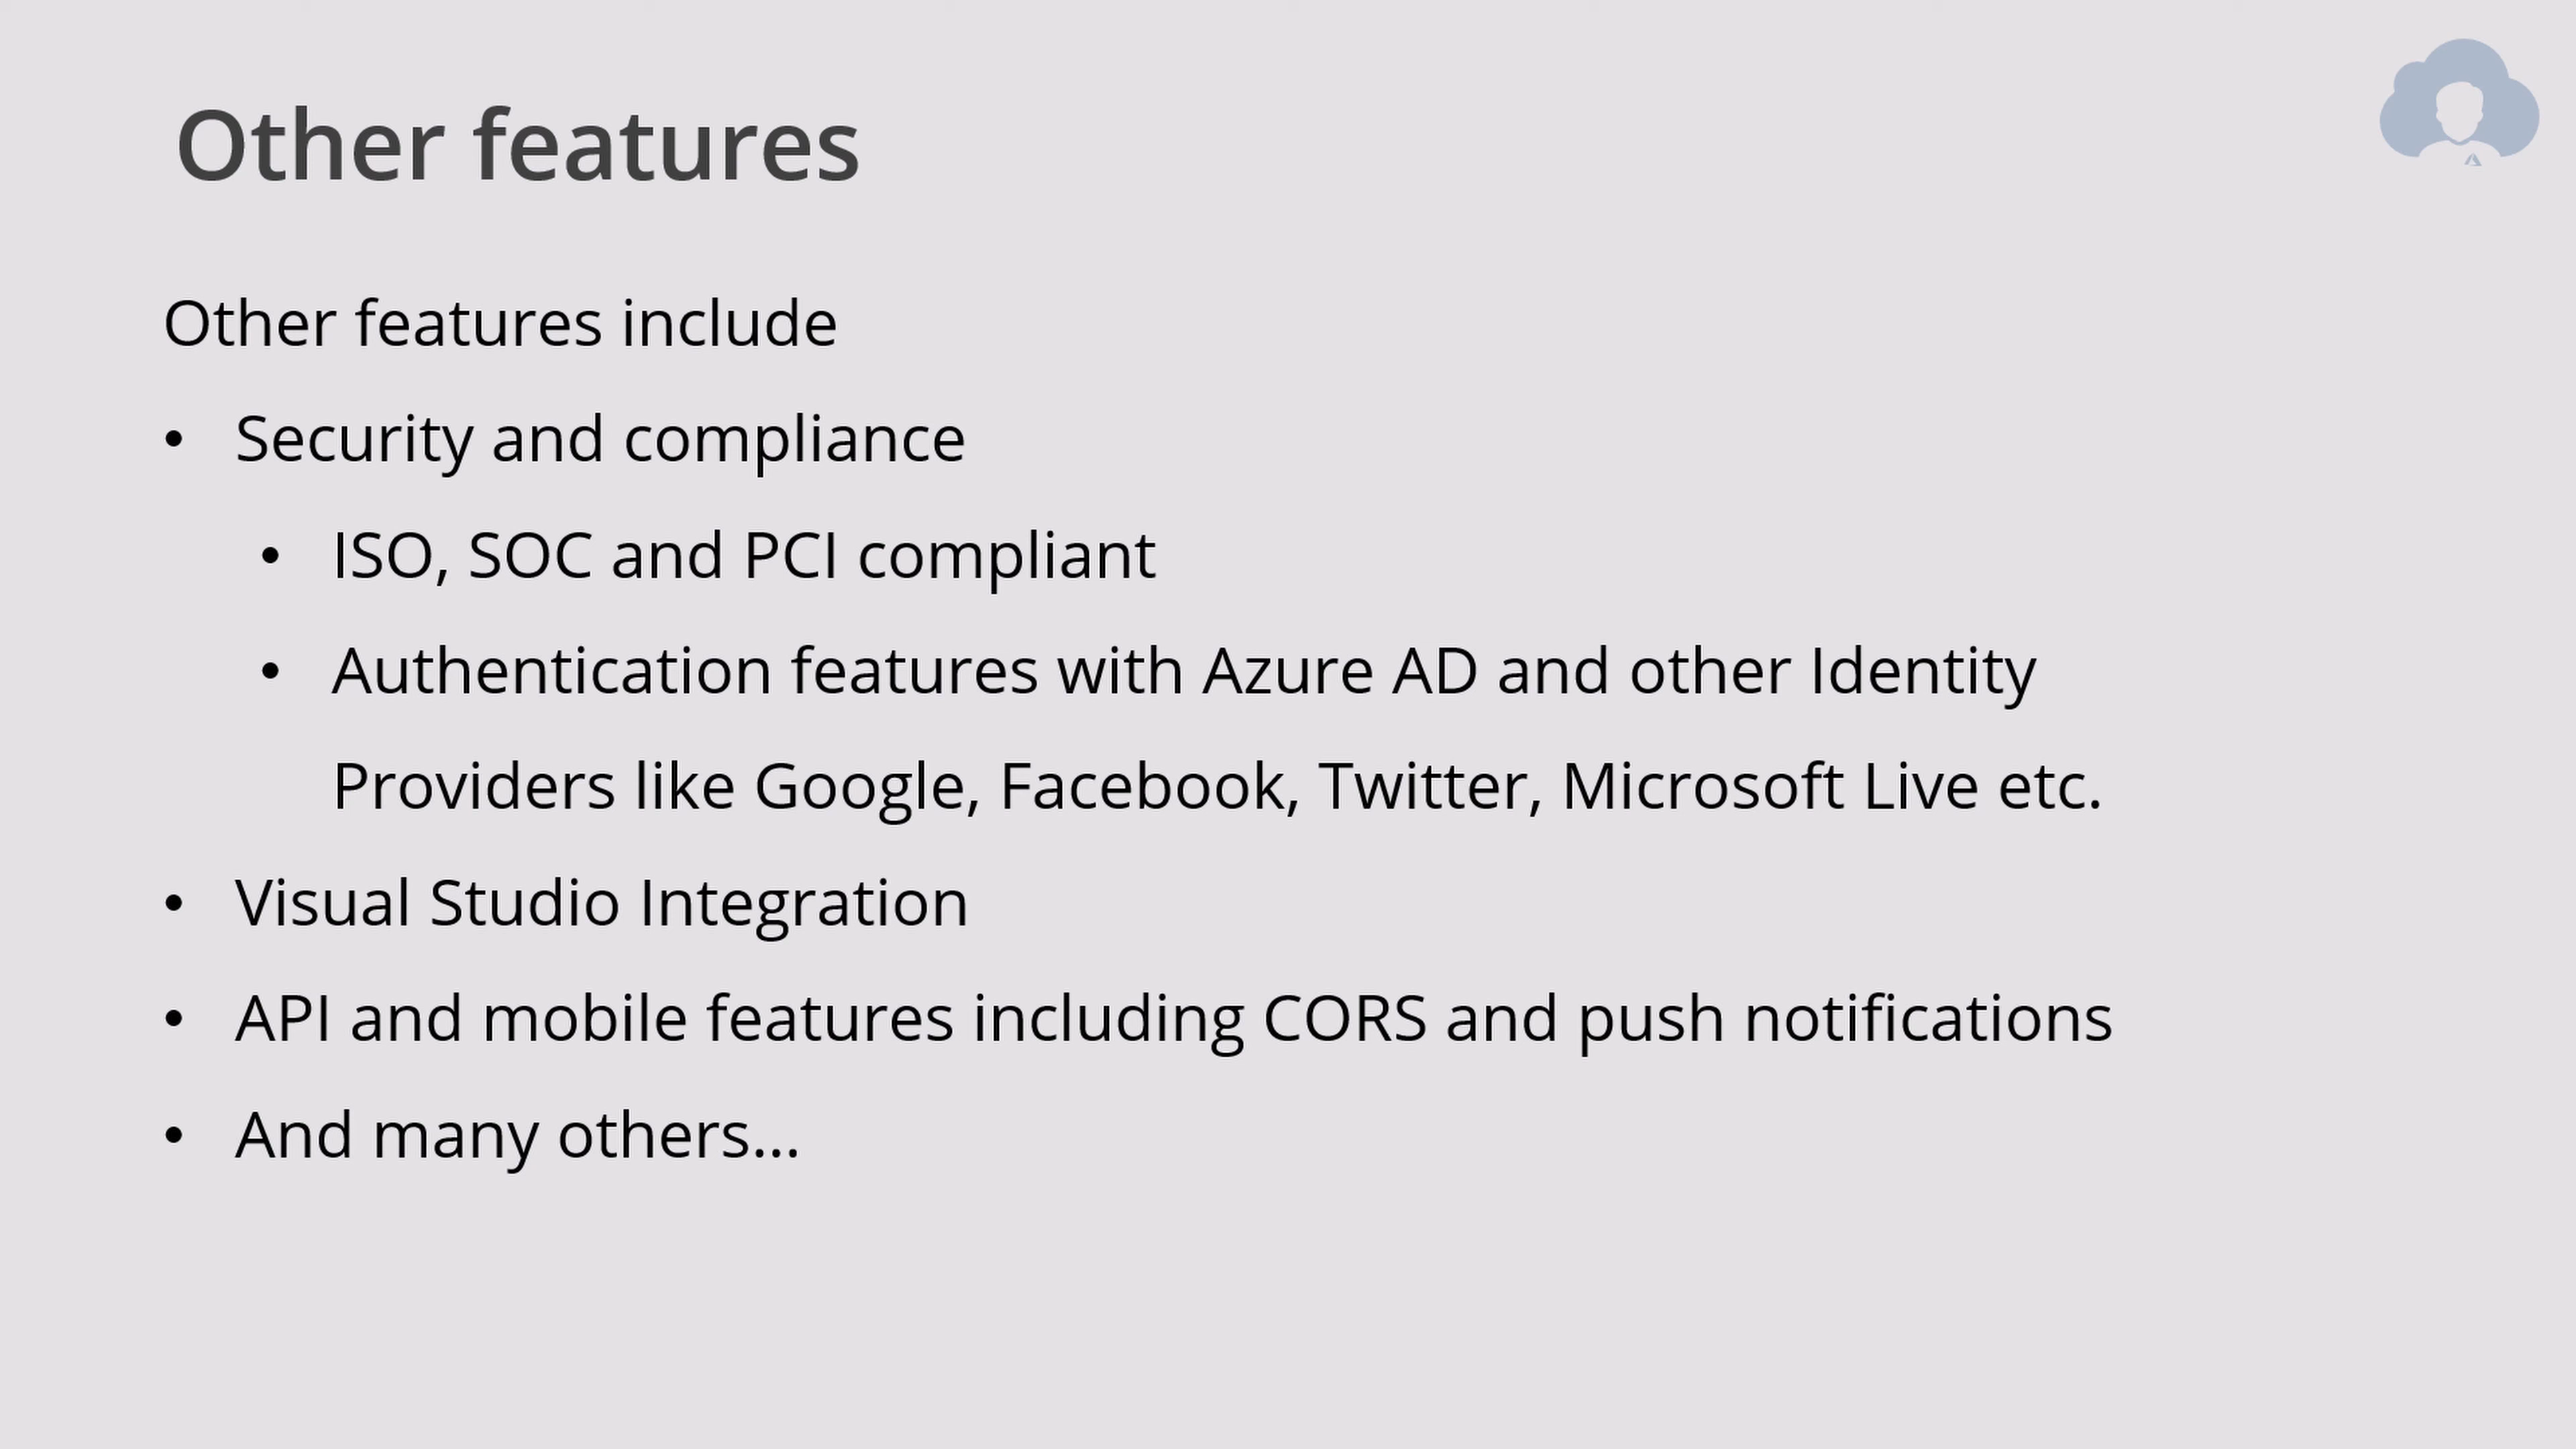 Other features
Other features include
• Security and compliance
• ISO, SOC and PCI compliant
• Authentication features with Azure AD and other Identity
Providers like Google, Facebook, Twitter, Microsoft Live etc.
• Visual Studio Integration
• API and mobile features including CORS and push notifications
• And many others...